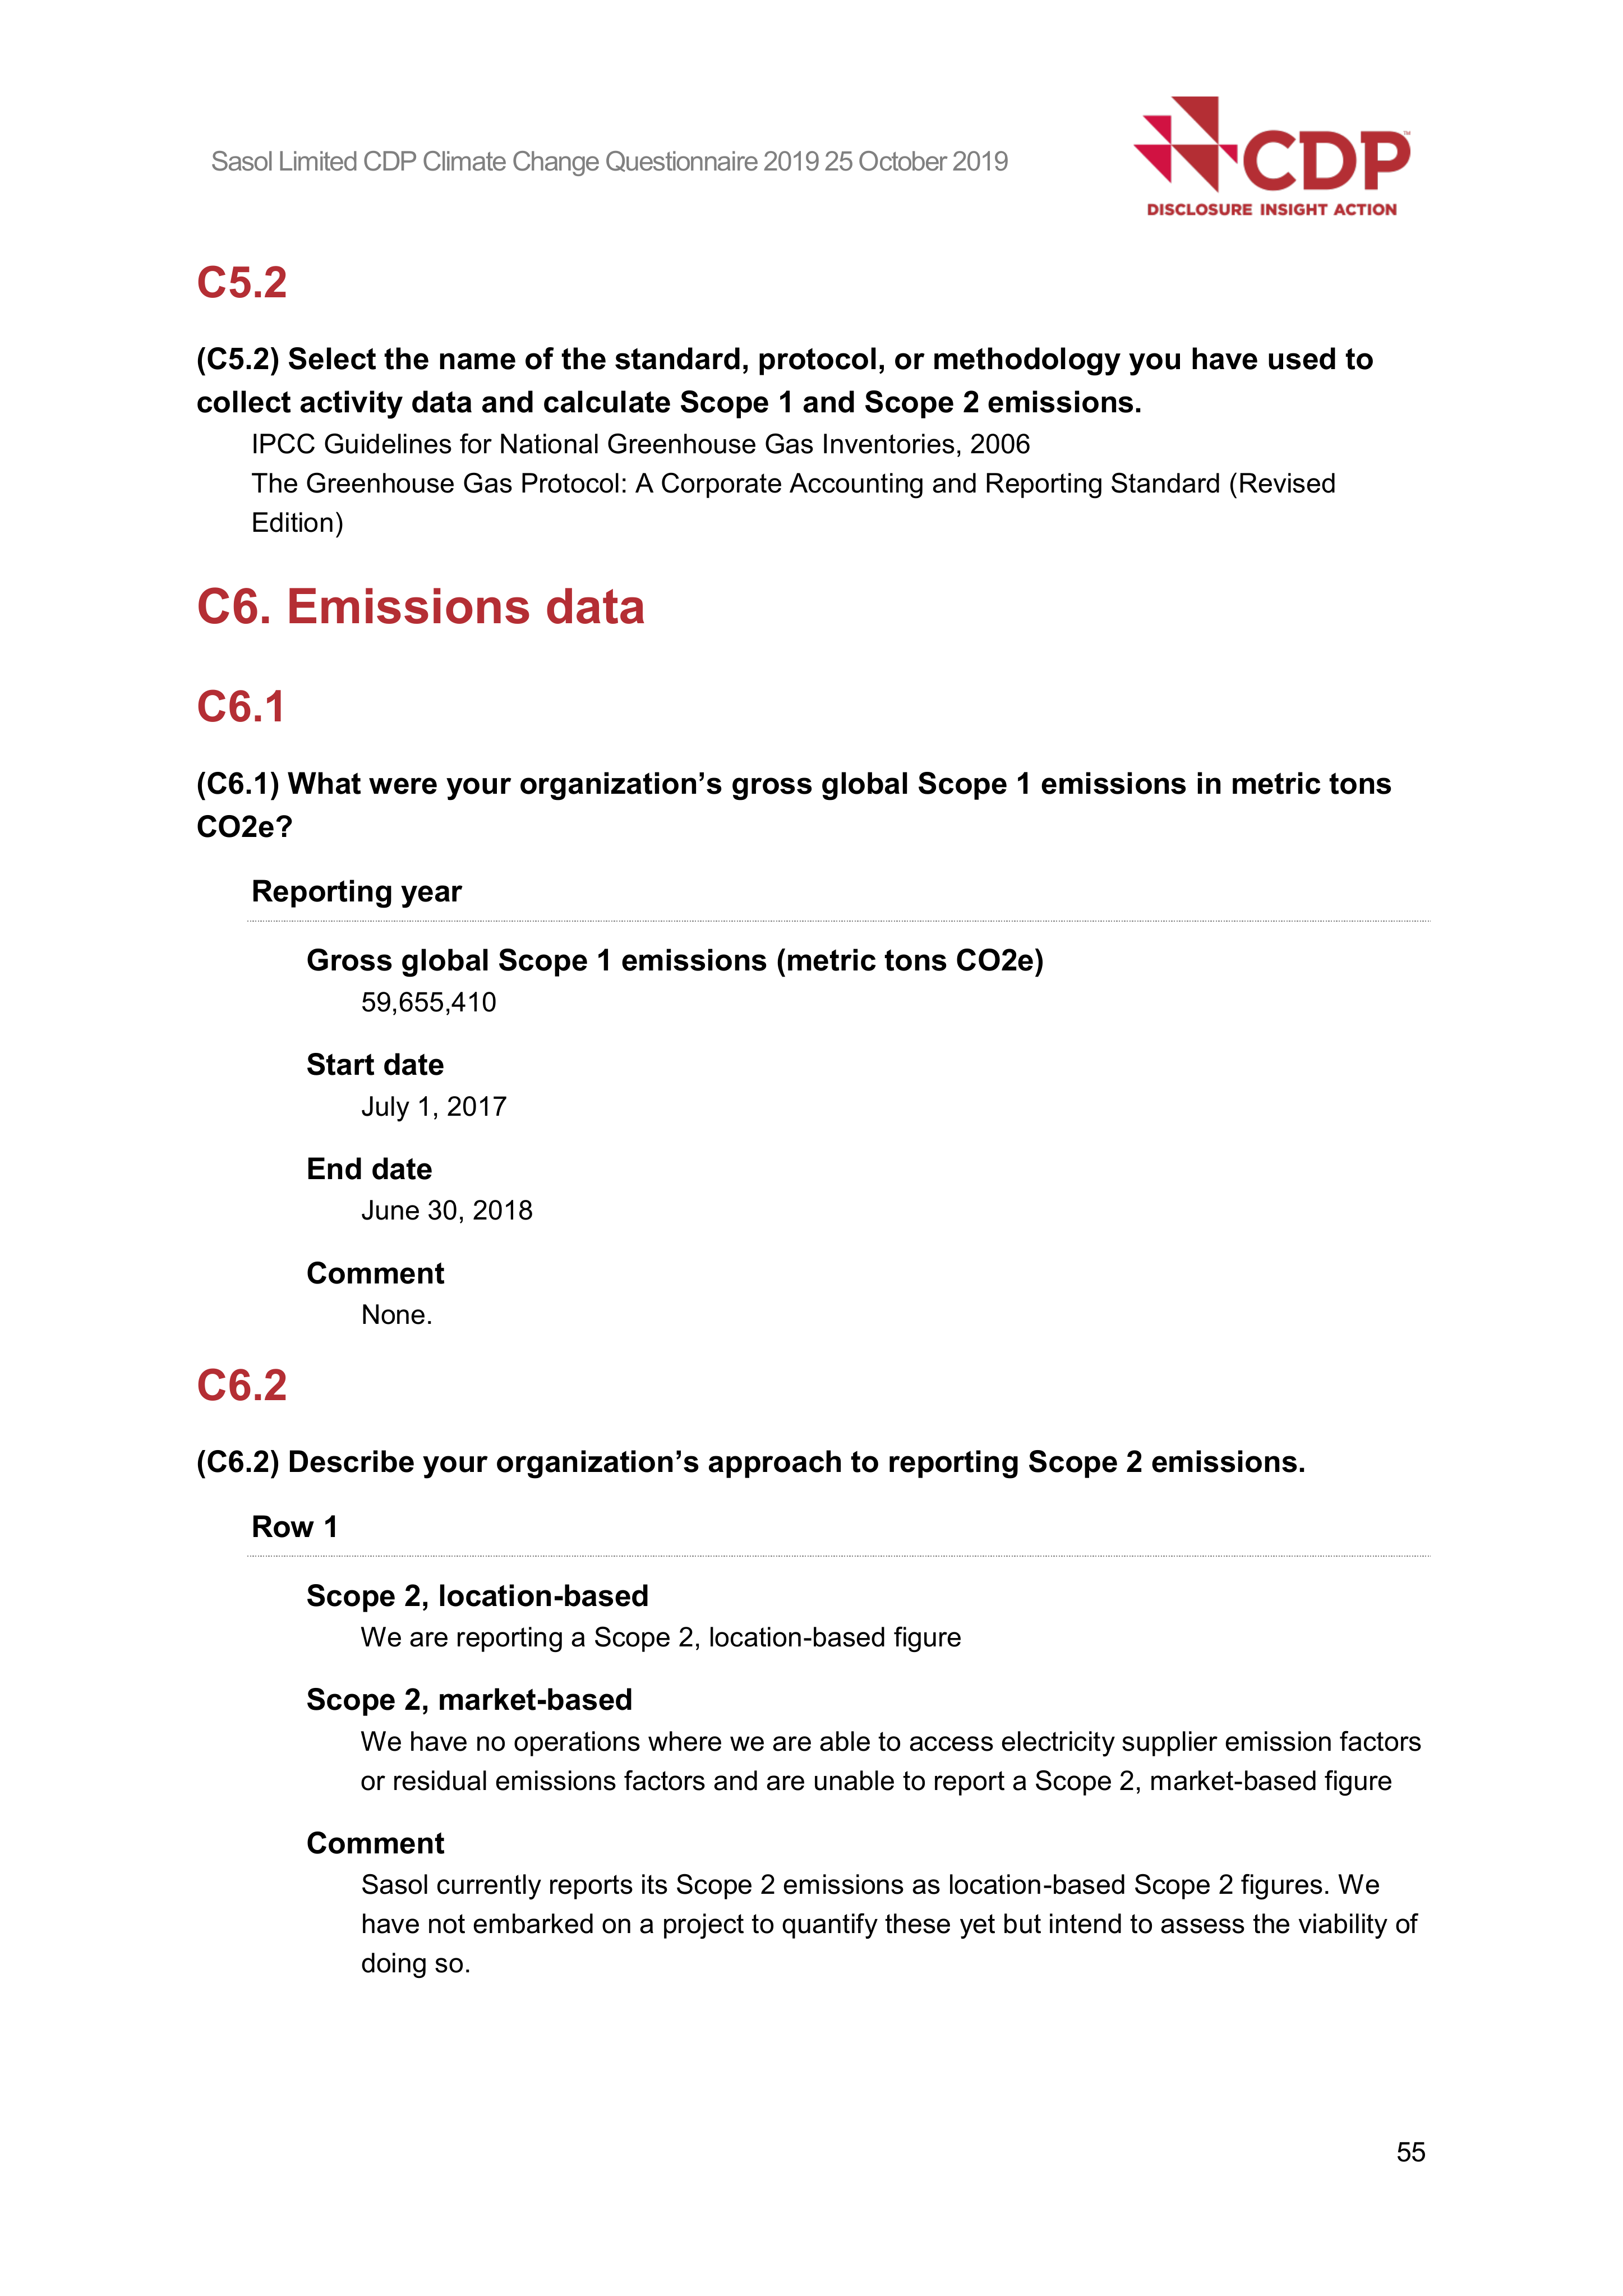 Sasol Limited CDP Climate Change Questionnaire 2019 25 October 2019
CDP™
DISCLOSURE INSIGHT ACTION
C5.2
(C5.2) Select the name of the standard, protocol, or methodology you have used to
collect activity data and calculate Scope 1 and Scope 2 emissions.
IPCC Guidelines for National Greenhouse Gas Inventories, 2006
The Greenhouse Gas Protocol: A Corporate Accounting and Reporting Standard (Revised
Edition)
C6. Emissions data
C6.1
(C6.1) What were your organization’s gross global Scope 1 emissions in metric tons
CO2e?
Reporting year
Gross global Scope 1 emissions (metric tons CO2e)
59,655,410
Start date
July 1, 2017
End date
June 30, 2018
Comment
None.
C6.2
(C6.2) Describe your organization’s approach to reporting Scope 2 emissions.
Row 1
Scope 2, location-based
We are reporting a Scope 2, location-based figure
Scope 2, market-based
We have no operations where we are able to access electricity supplier emission factors
or residual emissions factors and are unable to report a Scope 2, market-based figure
Comment
Sasol currently reports its Scope 2 emissions as location-based Scope 2 figures. We
have not embarked on a project to quantify these yet but intend to assess the viability of
doing so.
55